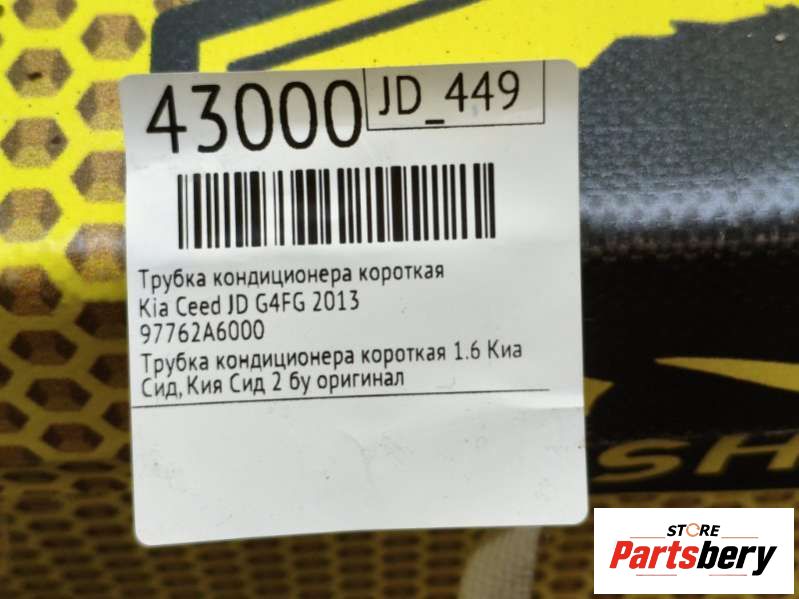 43000
JD_449
Трубка кондиционера короткая
Kia Ceed JD G4FG 2013
97762A6000
Трубка кондиционера короткая 1.6 Киа
Сид, Кия Сид 2 бу оригинал
SH
STORE
Partsbery